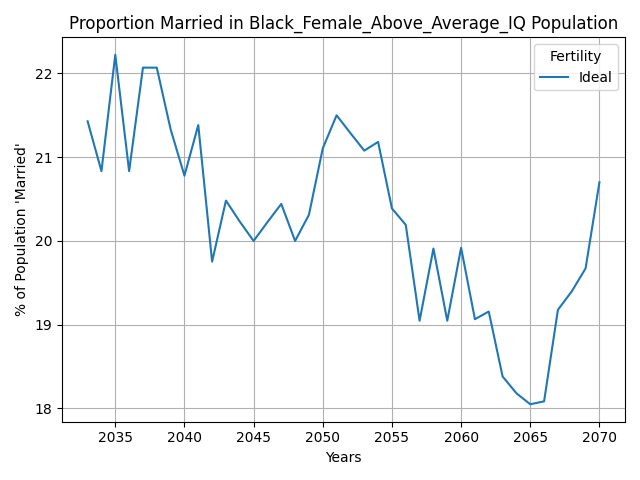 Proportion Married in Black_Female_Above_Average_IQ Population
Fertility
Ideal
% of Population 'Married'
22
21
20
19
18
2035 2040 2045 2050 2055 2060 2065 2070
Years